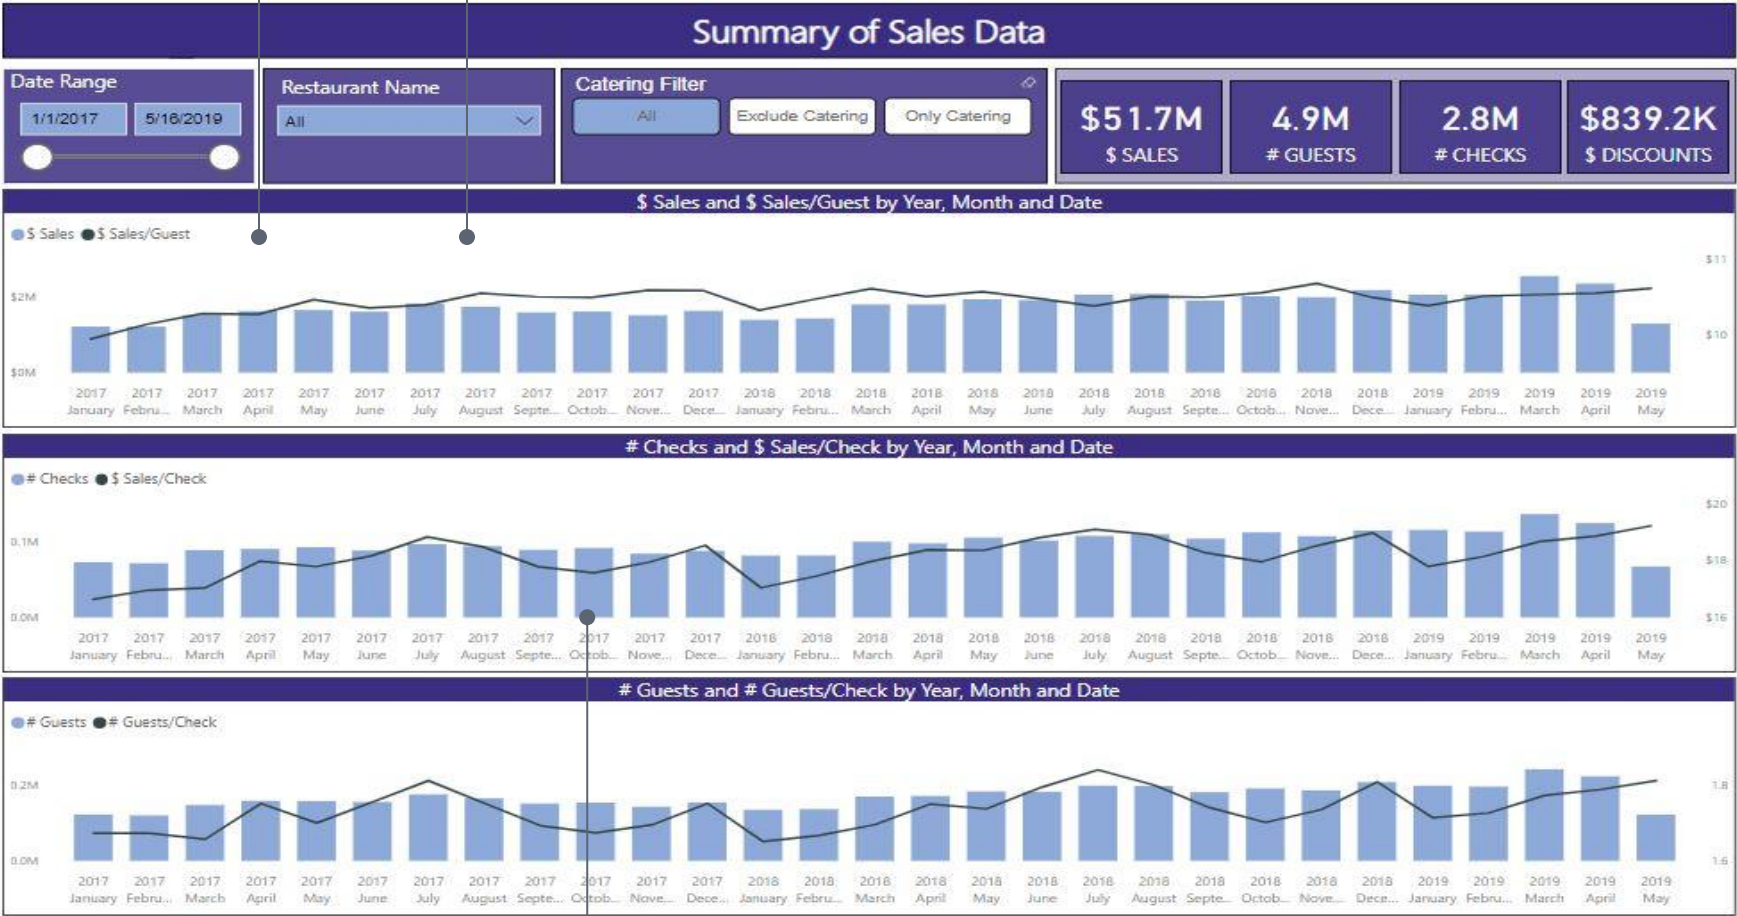 Summary of Sales Data
Date Range
1/1/2017 5/16/2019
Restaurant Name
All
Catering Filter
All Exclude Catering Only Catering
$51.7M 4.9M 2.8M $839.2K
$ SALES # GUESTS # CHECKS $ DISCOUNTS
$ Sales and $ Sales/Guest by Year, Month and Date
$ Sales $ Sales/Guest
$11
$2M
$10
$0M
2017 2017 2017 2017 2017 2017 2017 2017 2017 2017 2017 2017 2018 2018 2018 2018 2018 2018 2018 2018 2018 2018 2018 2018 2019 2019 2019 2019 2019
January Febru... March April May June July August Septe... Octob... Nove... Dece... January Febru... March April May June July August Septe... Octob... Nove... Dece... January Febru... March April May
# Checks and $ Sales/Check by Year, Month and Date
# Checks $ Sales/Check
$20
0.1M
$18
0.0M $16
2017 2017 2017 2017 2017 2017 2017 2017 2017 2017 2017 2017 2018 2018 2018 2018 2018 2018 2018 2018 2018 2018 2018 2018 2019 2019 2019 2019 2019
January Febru... March April May June July August Septe... Octob... Nove... Dece... January Febru... March April May June July August Septe... Octob... Nove... Dece... January Febru... March April May
# Guests and # Guests/Check by Year, Month and Date
# Guests # Guests/Check
0.2M 1.8
0.0M 1.6
2017 2017 2017 2017 2017 2017 2017 2017 2017 2017 2017 2017 2018 2018 2018 2018 2018 2018 2018 2018 2018 2018 2018 2018 2019 2019 2019 2019 2019
January Febru... March April May June July August Septe... Octob... Nove... Dece... January Febru... March April May June July August Septe... Octob... Nove... Dece... January Febru... March April May